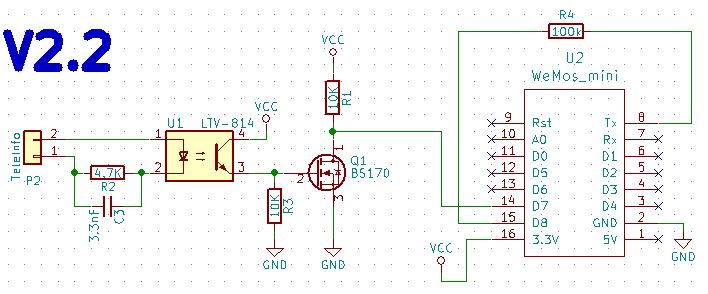 V2.2
R4
100k
VCC
U2
WeMos_mini
10K
R1
VCC
U1 LTV-814
TeleInfo
2
1
P2
1
2
4
3
4.7K
R2
3.3nf
C3
10K
R3
1
2
3
Q1
BS170
GND
GND
9 Rst Tx 8
10 A0 Rx 7
11 D0 D1 6
12 D5 D2 5
13 D6 D3 4
14 D7 D4 3
15 D8 GND 2
16 3.3V 5V 1
VCC
GND